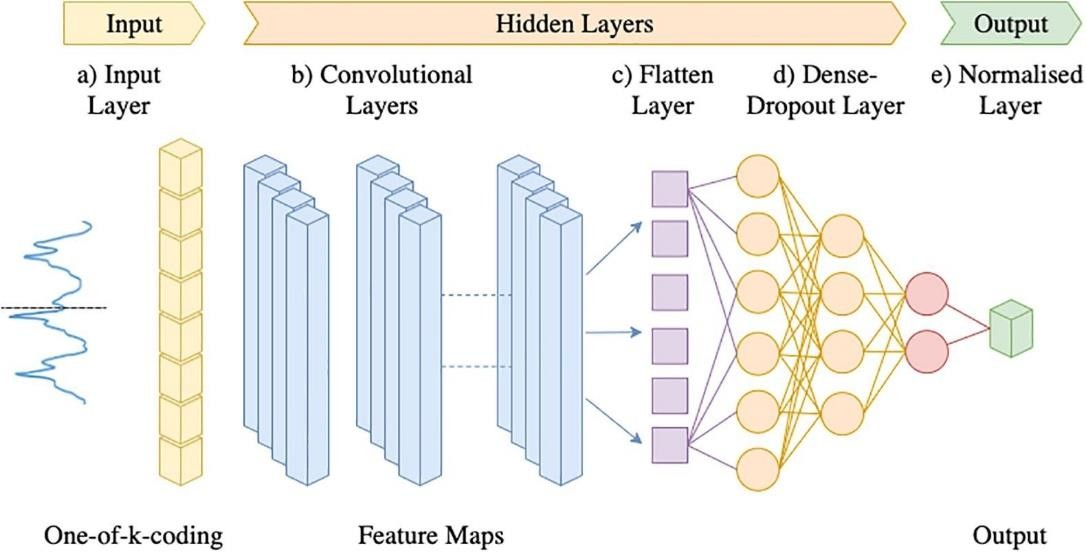 Input
Hidden Layers
Output
a) Input
Layer
b) Convolutional
Layers
c) Flatten
Layer
d) Dense-
Dropout Layer
e) Normalised
Layer
One-of-k-coding
Feature Maps
Output